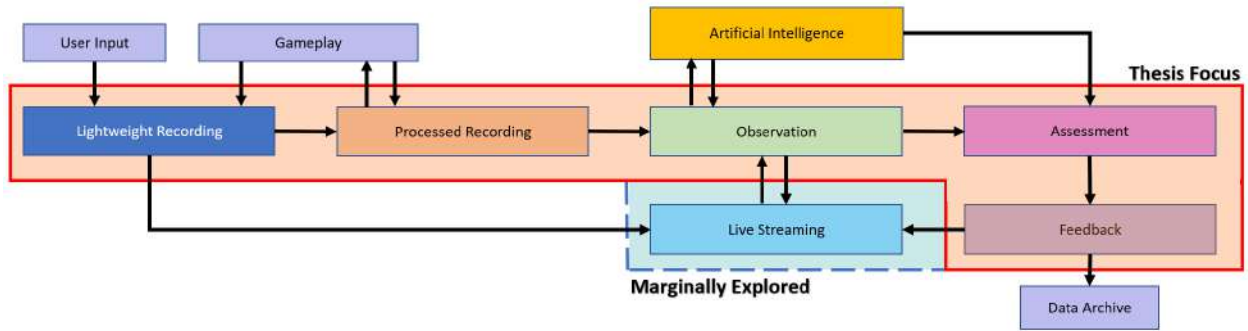 User Input
Gameplay
Artificial Intelligence
Thesis Focus
Lightweight Recording
Processed Recording
Observation
Assessment
Live Streaming
Feedback
Marginally Explored
Data Archive